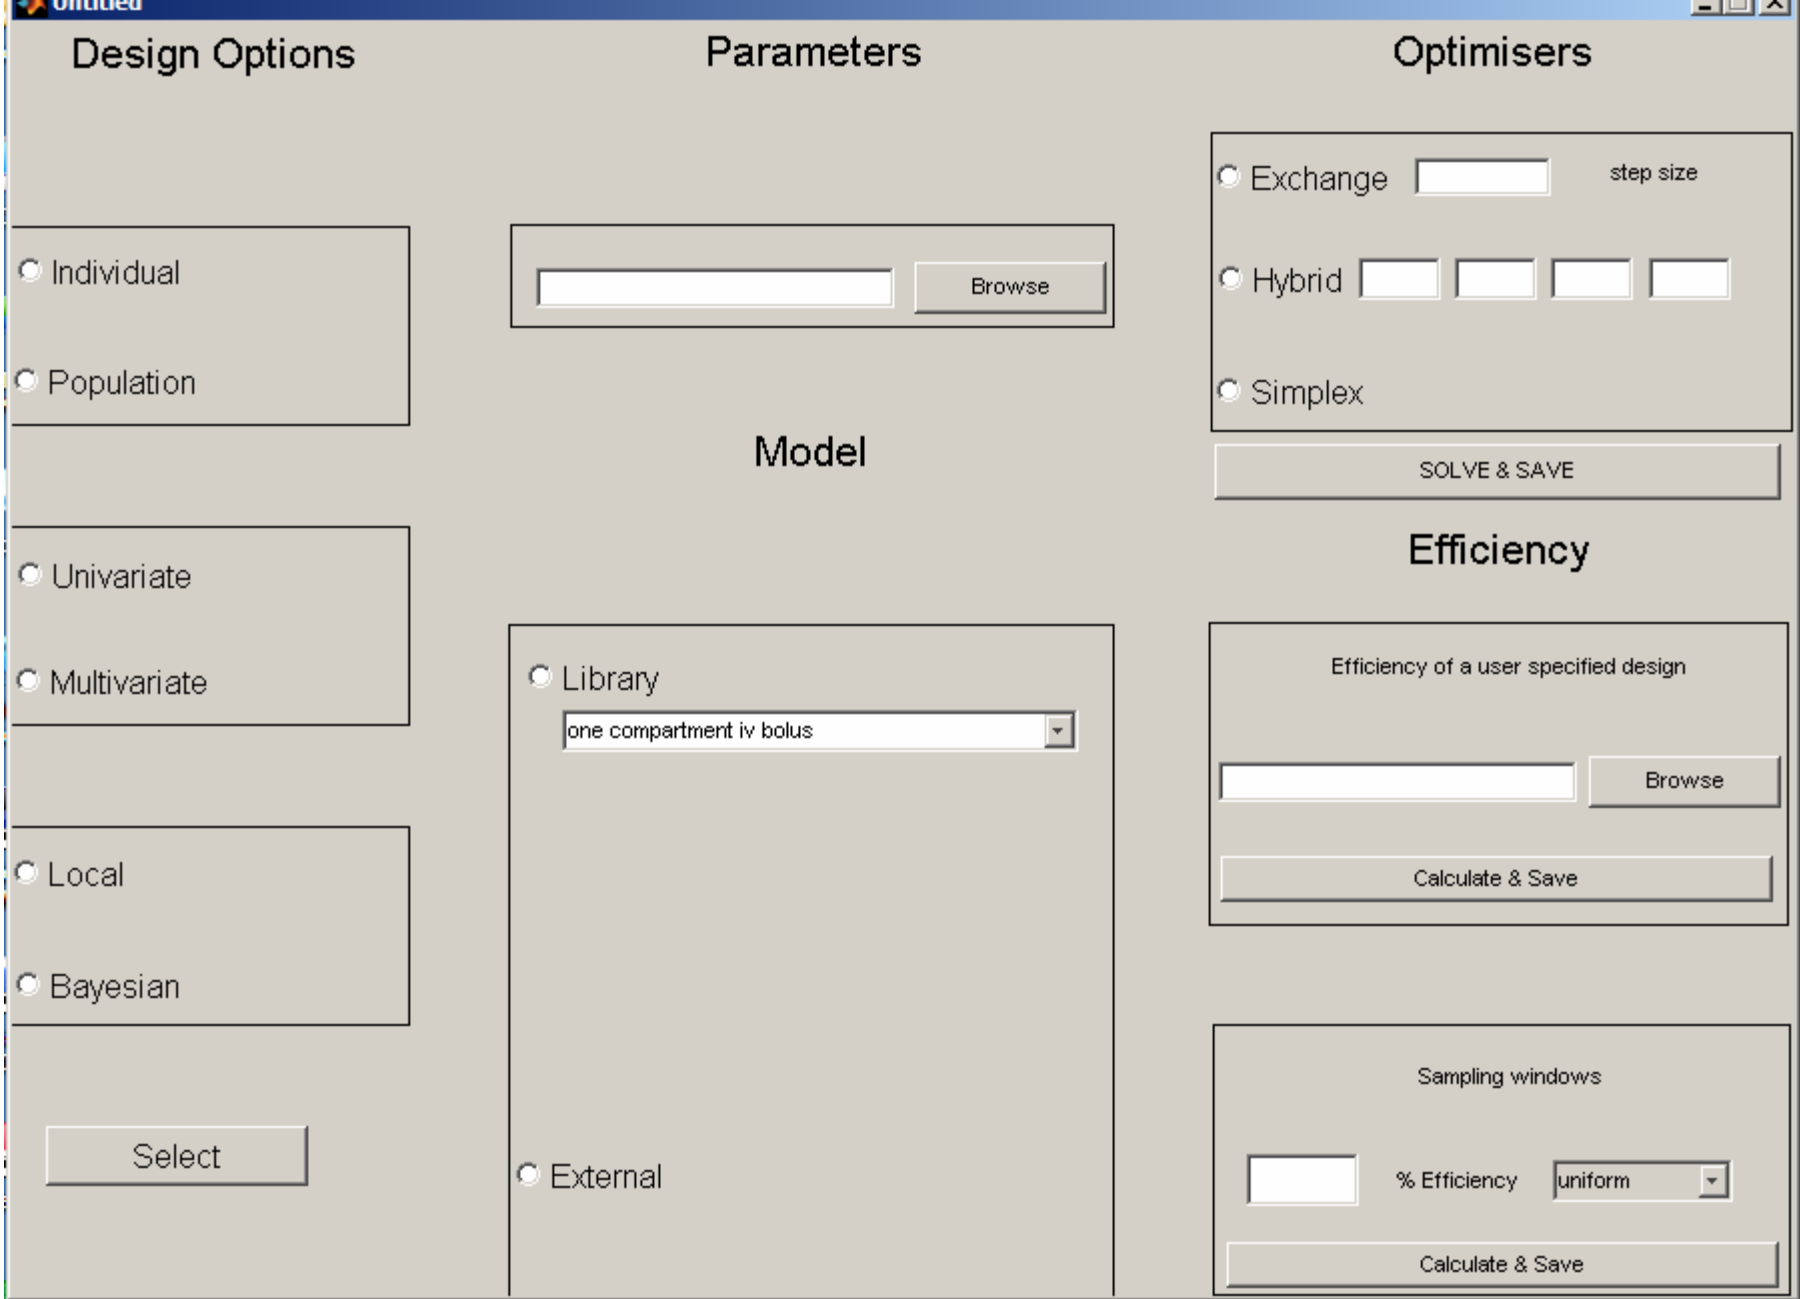 Untitled
Design Options
Individual
Population
Univariate
Multivariate
Local
Bayesian
Select
Parameters
Browse
Model
Library
one compartment iv bolus
External
Optimisers
Exchange step size
Hybrid
Simplex
SOLVE & SAVE
Efficiency
Efficiency of a user specified design
Browse
Calculate & Save
Sampling windows
% Efficiency uniform
Calculate & Save